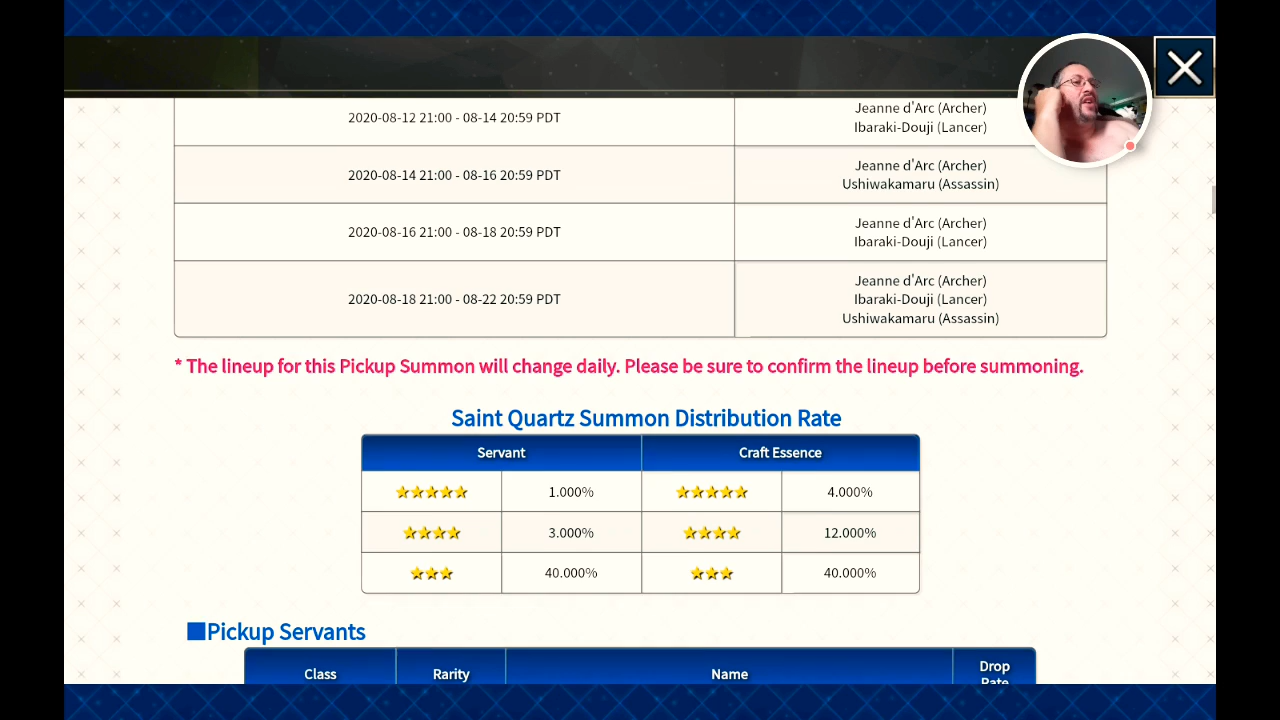 2020-08-12 21:00 - 08-14 20:59 PDT
Jeanne d'Arc (Archer)
Ibaraki-Douji (Lancer)
2020-08-14 21:00 - 08-16 20:59 PDT
Jeanne d'Arc (Archer)
Ushiwakamaru (Assassin)
2020-08-16 21:00 - 08-18 20:59 PDT
Jeanne d'Arc (Archer)
Ibaraki-Douji (Lancer)
2020-08-18 21:00 - 08-22 20:59 PDT
Jeanne d'Arc (Archer)
Ibaraki-Douji (Lancer)
Ushiwakamaru (Assassin)
* The lineup for this Pickup Summon will change daily. Please be sure to confirm the lineup before summoning.
Saint Quartz Summon Distribution Rate
Servant Craft Essence
★★★★★ 1.000% ★★★★★ 4.000%
★★★★ 3.000% ★★★★ 12.000%
★★★ 40.000% ★★★ 40.000%
■Pickup Servants
Class Rarity Name Drop Rate